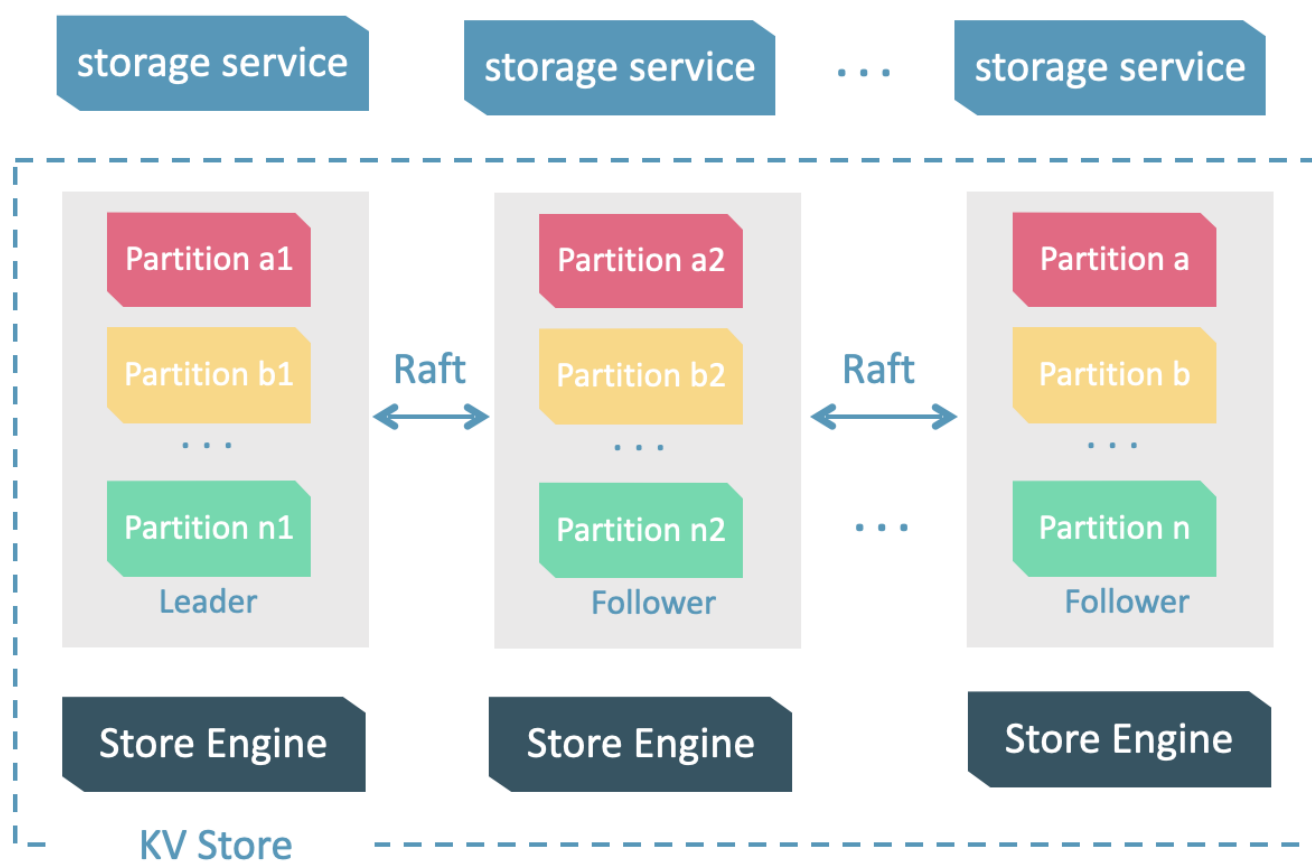 storage service
storage service
...
storage service
Partition a1
Partition b1
...
Partition n1
Leader
Raft
Partition a2
Partition b2
...
Partition n2
Follower
Raft
...
Partition a
Partition b
...
Partition n
Follower
Store Engine
Store Engine
Store Engine
KV Store